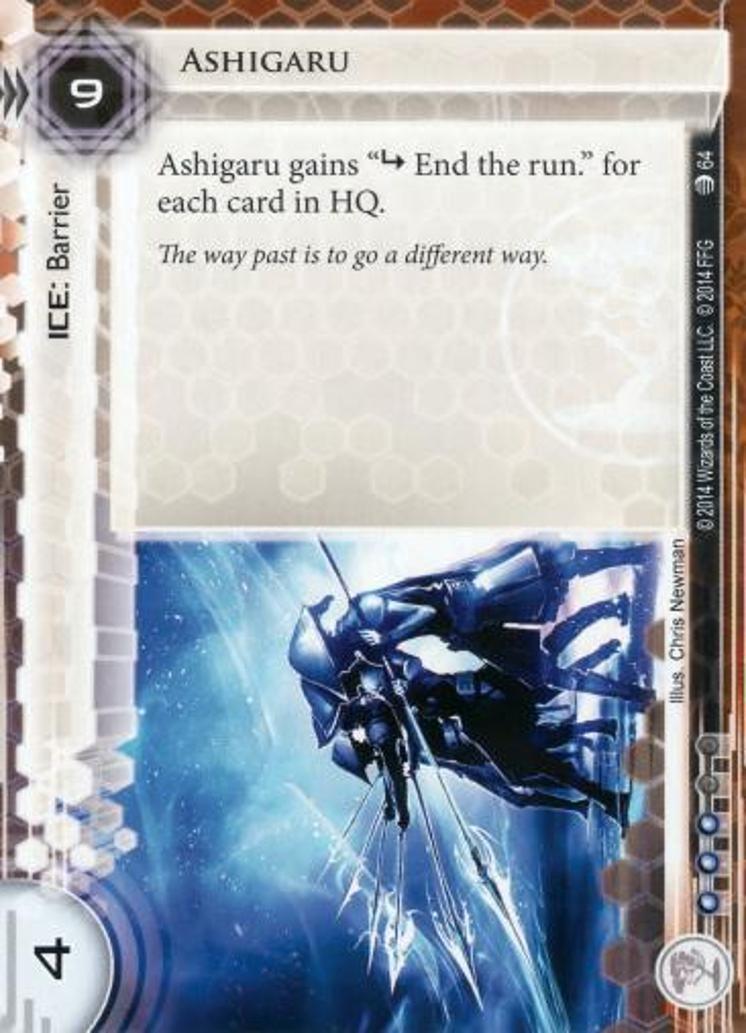 ASHIGARU
9
Ashigaru gains “↳ End the run.” for
each card in HQ.
The way past is to go a different way.
ICE: Barrier
4
64
© 2014 Wizards of the Coast LLC. © 2014 FFG
Illus. Chris Newman